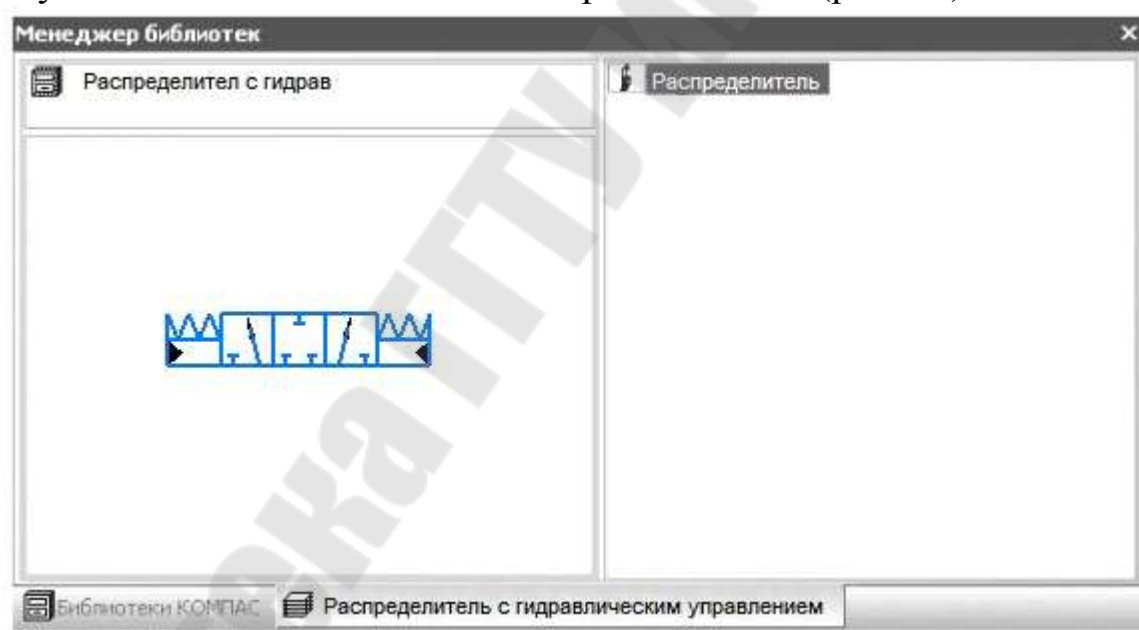 Менеджер библиотек
Распределител с гидрав
Распределитель
Библиотеки КОМПАС
Распределитель с гидравлическим управлением